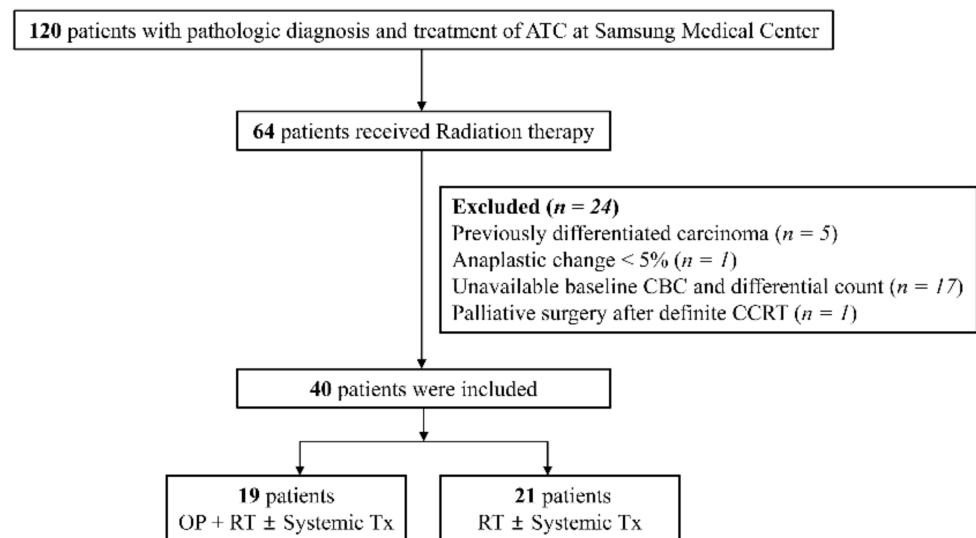 120 patients with pathologic diagnosis and treatment of ATC at Samsung Medical Center
64 patients received Radiation therapy
Excluded (n = 24)
Previously differentiated carcinoma (n = 5)
Anaplastic change < 5% (n = 1)
Unavailable baseline CBC and differential count (n = 17)
Palliative surgery after definite CCRT (n = 1)
40 patients were included
19 patients
OP + RT ± Systemic Tx
21 patients
RT ± Systemic Tx